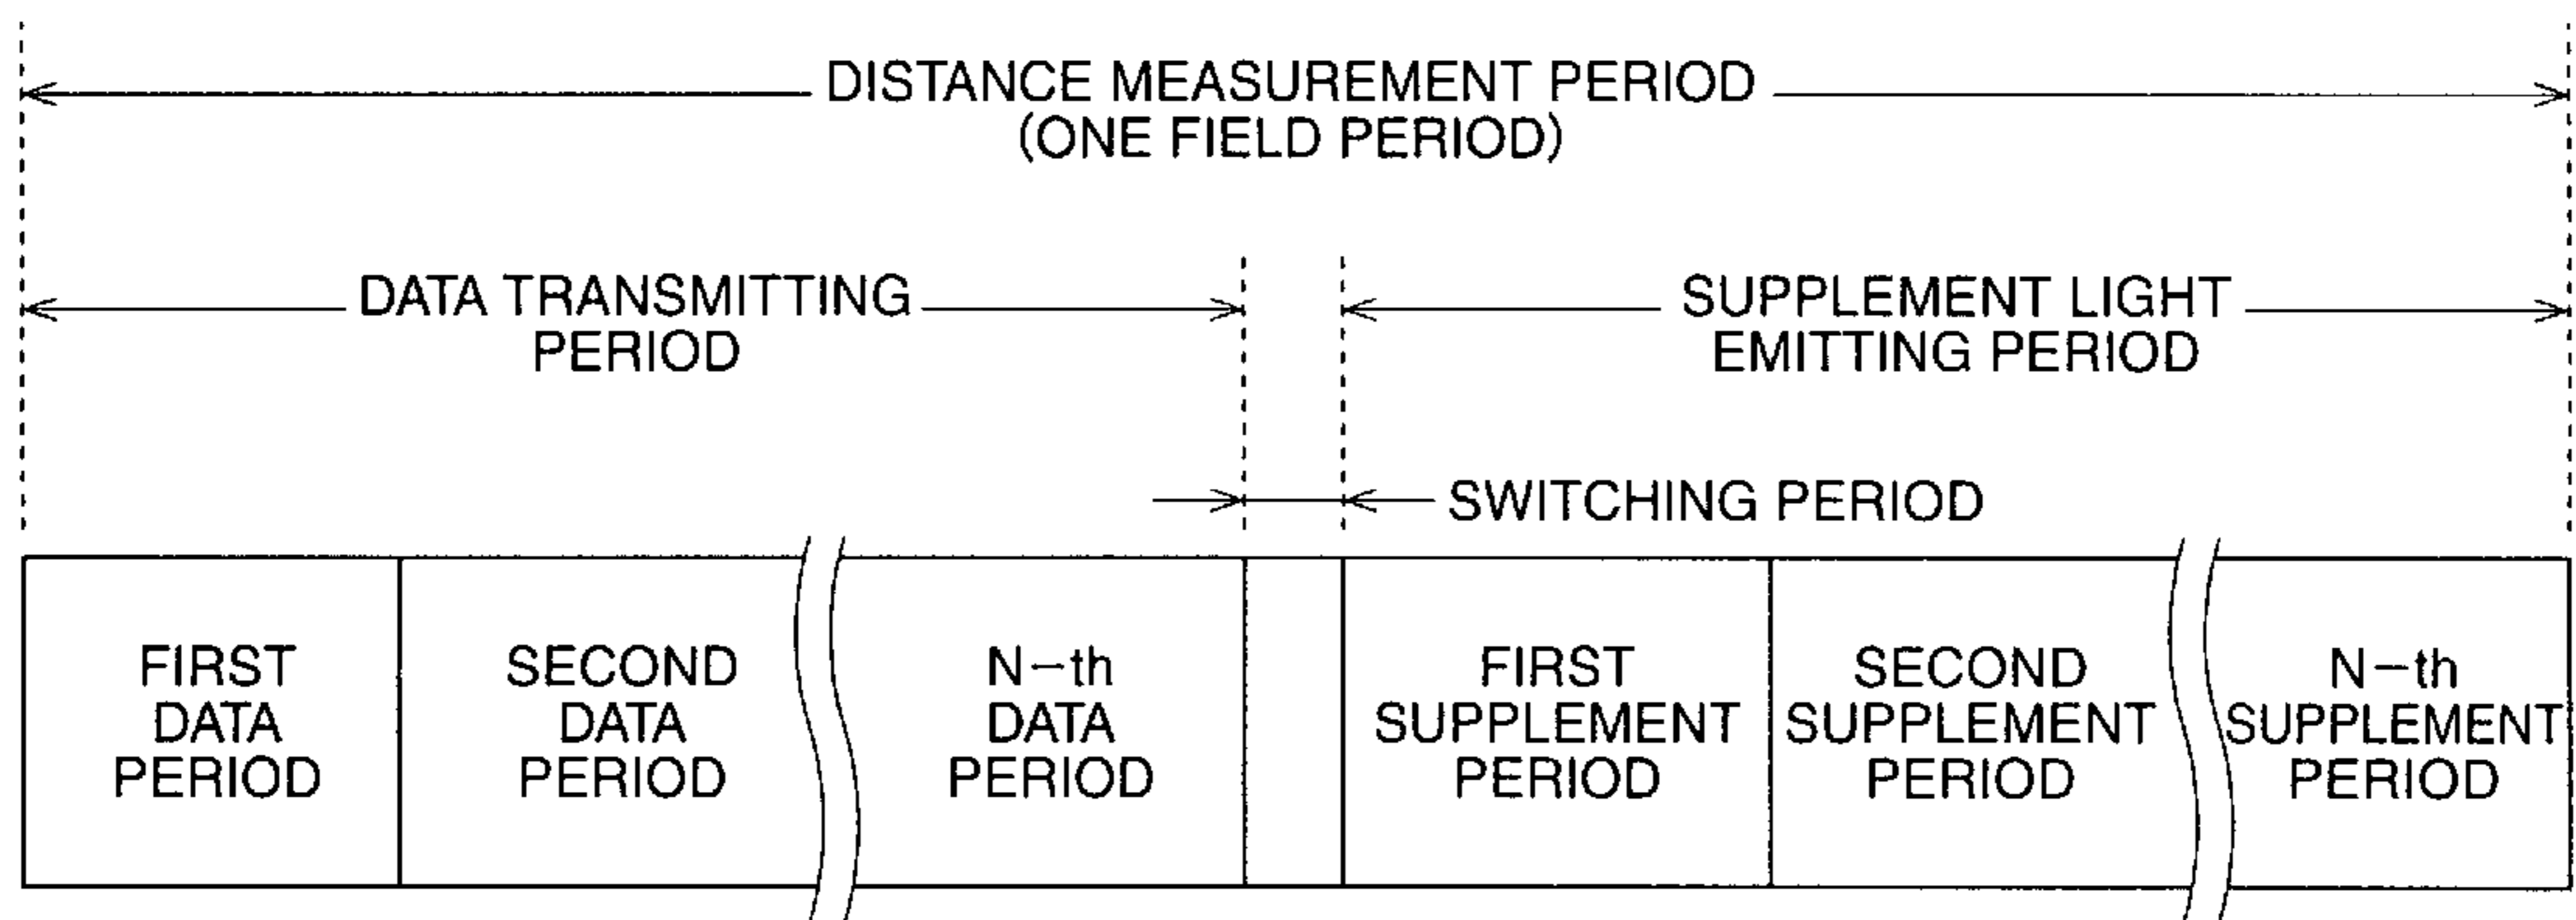 DISTANCE MEASUREMENT PERIOD
(ONE FIELD PERIOD)
DATA TRANSMITTING
PERIOD
SUPPLEMENT LIGHT
EMITTING PERIOD
SWITCHING PERIOD
FIRST
DATA
PERIOD
SECOND
DATA
PERIOD
N-th
DATA
PERIOD
FIRST
SUPPLEMENT
PERIOD
SECOND
SUPPLEMENT
PERIOD
N-th
SUPPLEMENT
PERIOD